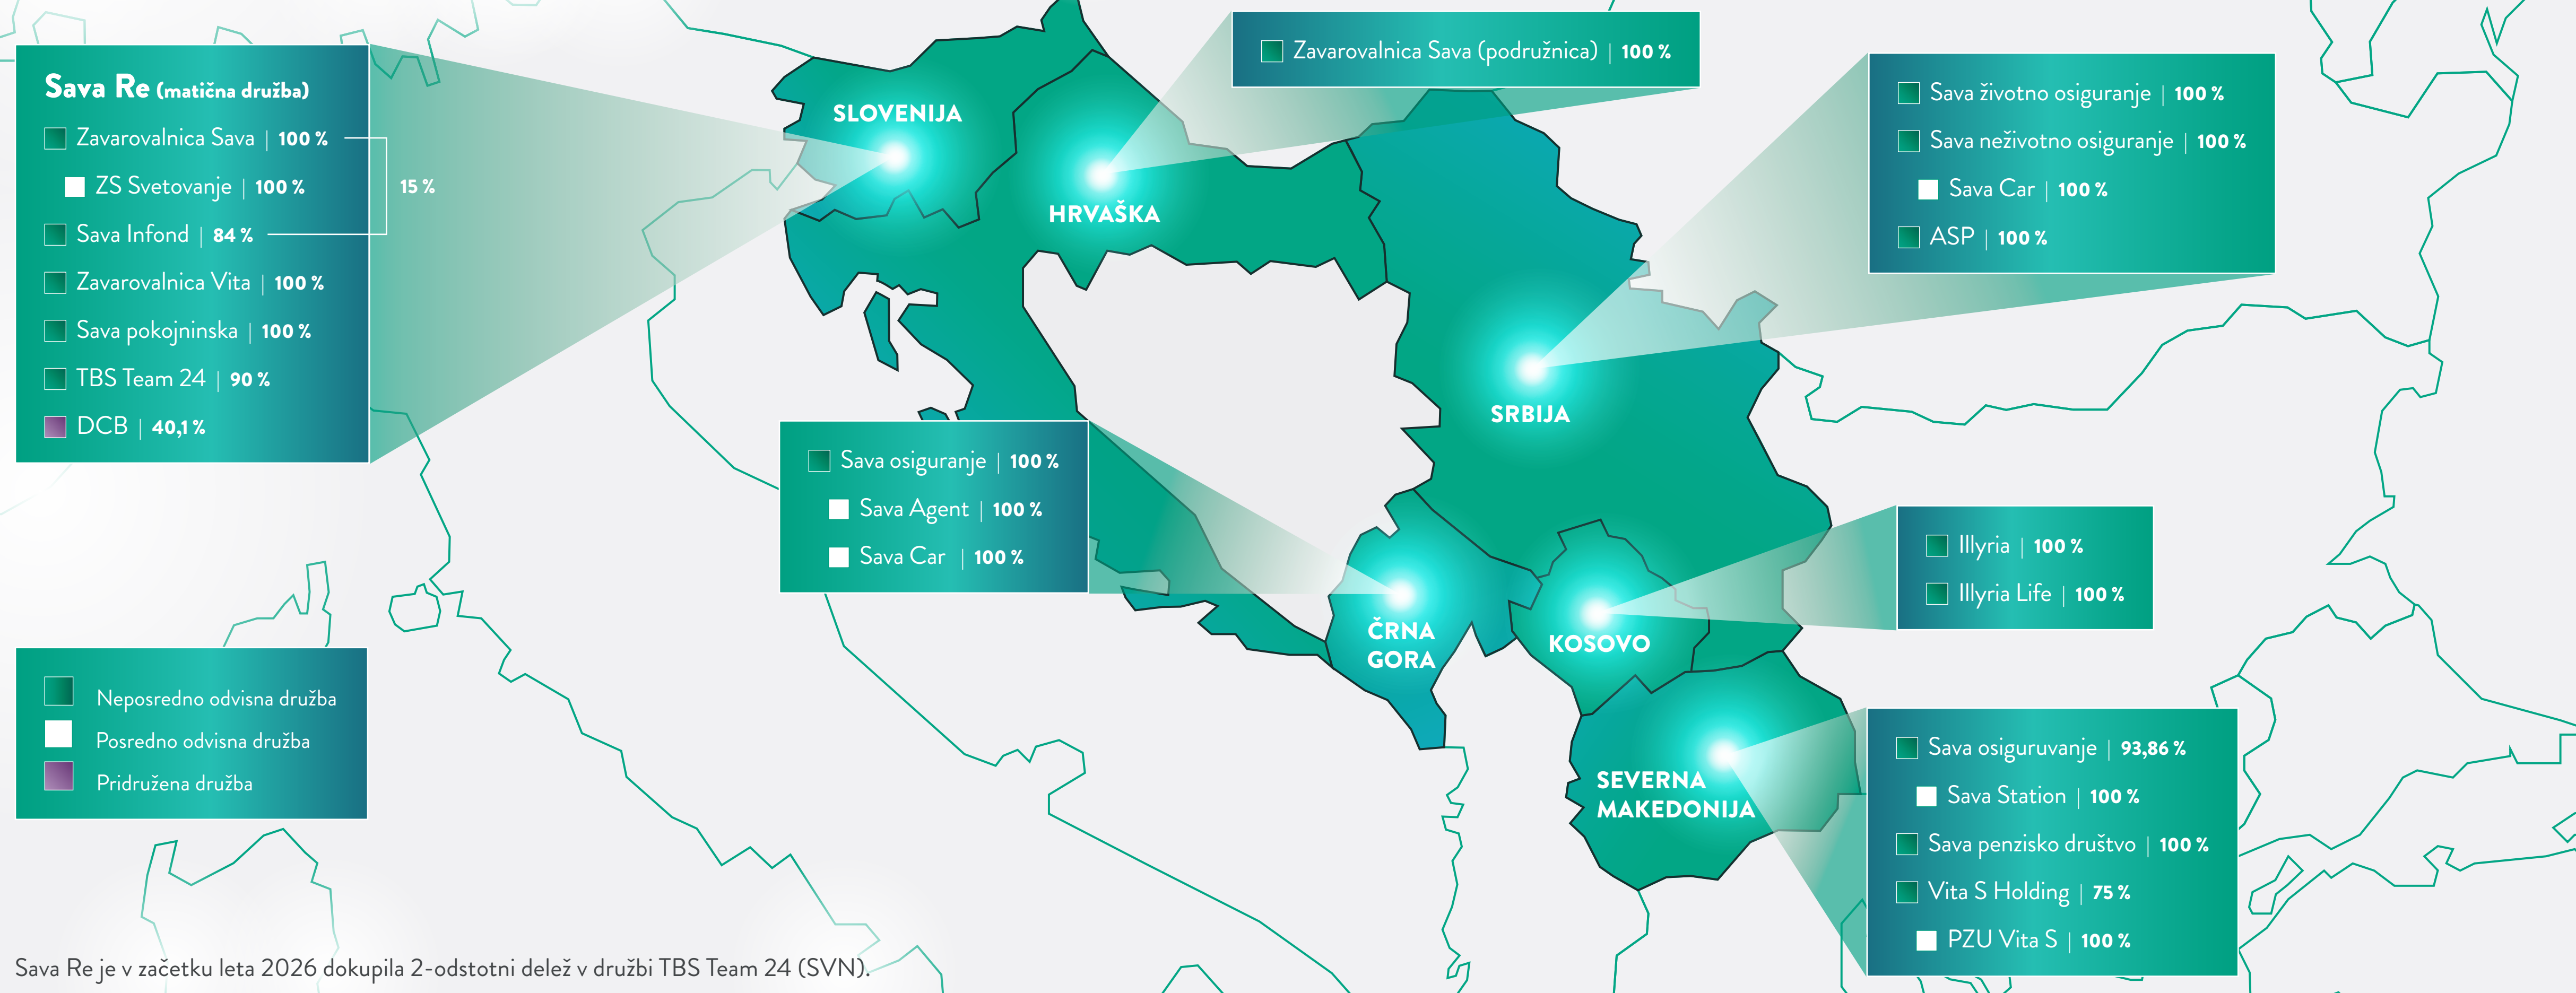 Sava Re (matična družba)
Zavarovalnica Sava | 100 %
ZS Svetovanje | 100 %
15 %
Sava Infond | 84 %
Zavarovalnica Vita | 100 %
Sava pokojninska | 100 %
TBS Team 24 | 90 %
DCB | 40,1 %
SLOVENIJA
Zavarovalnica Sava (podružnica) | 100 %
HRVAŠKA
Sava životno osiguranje | 100 %
Sava neživotno osiguranje | 100 %
Sava Car | 100 %
ASP | 100 %
SRBIJA
Sava osiguranje | 100 %
Sava Agent | 100 %
Sava Car | 100 %
ČRNA
GORA
Illyria | 100 %
Illyria Life | 100 %
KOSOVO
Sava osiguruvanje | 93,86 %
Sava Station | 100 %
Sava penzisko društvo | 100 %
Vita S Holding | 75 %
PZU Vita S | 100 %
SEVERNA
MAKEDONIJA
Neposredno odvisna družba
Posredno odvisna družba
Pridružena družba
Sava Re je v začetku leta 2026 dokupila 2-odstotni delež v družbi TBS Team 24 (SVN).